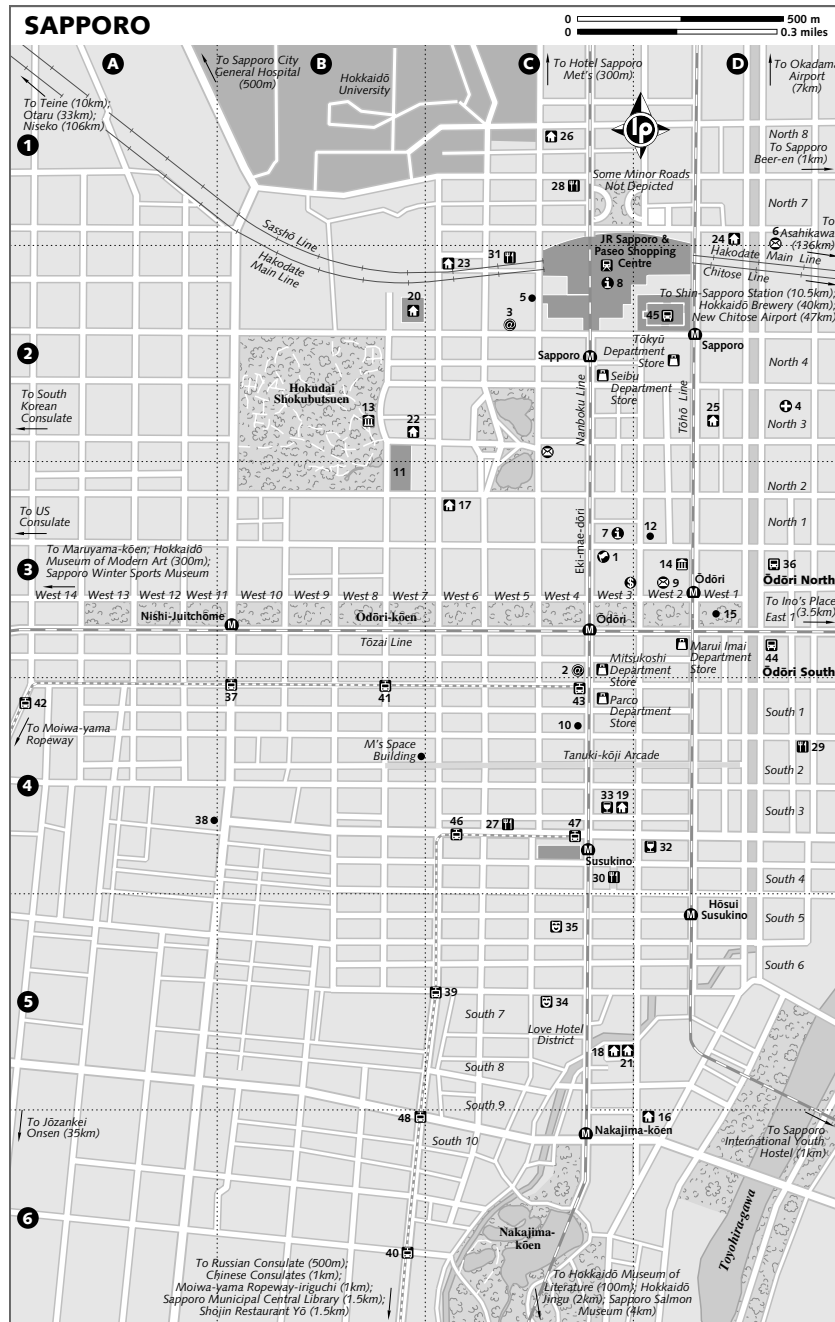 SAPPORO
0 500 m
0 0.3 miles
A
B
C
D
To Teine (10km);
Otaru (33km);
Niseko (106km)
To Sapporo City
General Hospital
(500m)
Hokkaidō
University
To Hotel Sapporo
Met's (300m)
To Okadama
Airport
(7km)
lp
1
26
North 8
To Sapporo
Beer-en (1km)
28
Some Minor Roads
Not Depicted
North 7
Sasshō Line
Hakodate
Main Line
23
31
JR Sapporo &
Paseo Shopping
Centre
24
6
To
Asahikawa
(136km)
Hakodate Main Line
Chitose Line
20
5
3
8
45
To Shin-Sapporo Station (10.5km);
Hokkaidō Brewery (40km);
New Chitose Airport (47km)
2
Sapporo
Tōkyū
Department
Store
Sapporo
North 4
Hokudai
Shokubutsuen
Nanboku Line
Seibu
Department
Store
Tōhō Line
To South
Korean
Consulate
13
22
25
4
North 3
11
North 2
17
To US
Consulate
Eki-mae-dōri
7
12
North 1
To Maruyama-kōen; Hokkaidō
Museum of Modern Art (300m);
Sapporo Winter Sports Museum
3
1
14
36
9
Ōdōri
Ōdōri North
West 14 West 13 West 12 West 11 West 10 West 9 West 8 West 7 West 6 West 5 West 4 West 3 West 2 West 1
To Ino's Place
(3.5km)
East 1
15
Nishi-Juitchōme
Ōdōri-kōen
Ōdōri
Tōzai Line
2
Mitsukoshi
Department
Store
Marui Imai
Department
Store
44
Ōdōri South
42
37
41
43
Parco
Department
Store
South 1
To Moiwa-yama
Ropeway
10
M's Space
Building
Tanuki-kōji Arcade
29
South 2
4
33 19
South 3
38
46
27
47
Susukino
32
30
South 4
35
Hōsui
Susukino
South 5
South 6
5
39
34
South 7
Love Hotel
District
18
21
South 8
South 9
16
To Jōzankei
Onsen (35km)
48
South 10
Nakajima-kōen
To Sapporo
International Youth
Hostel (1km)
6
Nakajima-
kōen
Toyohira-gawa
40
To Russian Consulate (500m);
Chinese Consulates (1km);
Moiwa-yama Ropeway-iriguchi (1km);
Sapporo Municipal Central Library (1.5km);
Shōjin Restaurant Yō (1.5km)
To Hokkaidō Museum of
Literature (100m); Hokkaidō
Jingū (2km); Sapporo Salmon
Museum (4km)